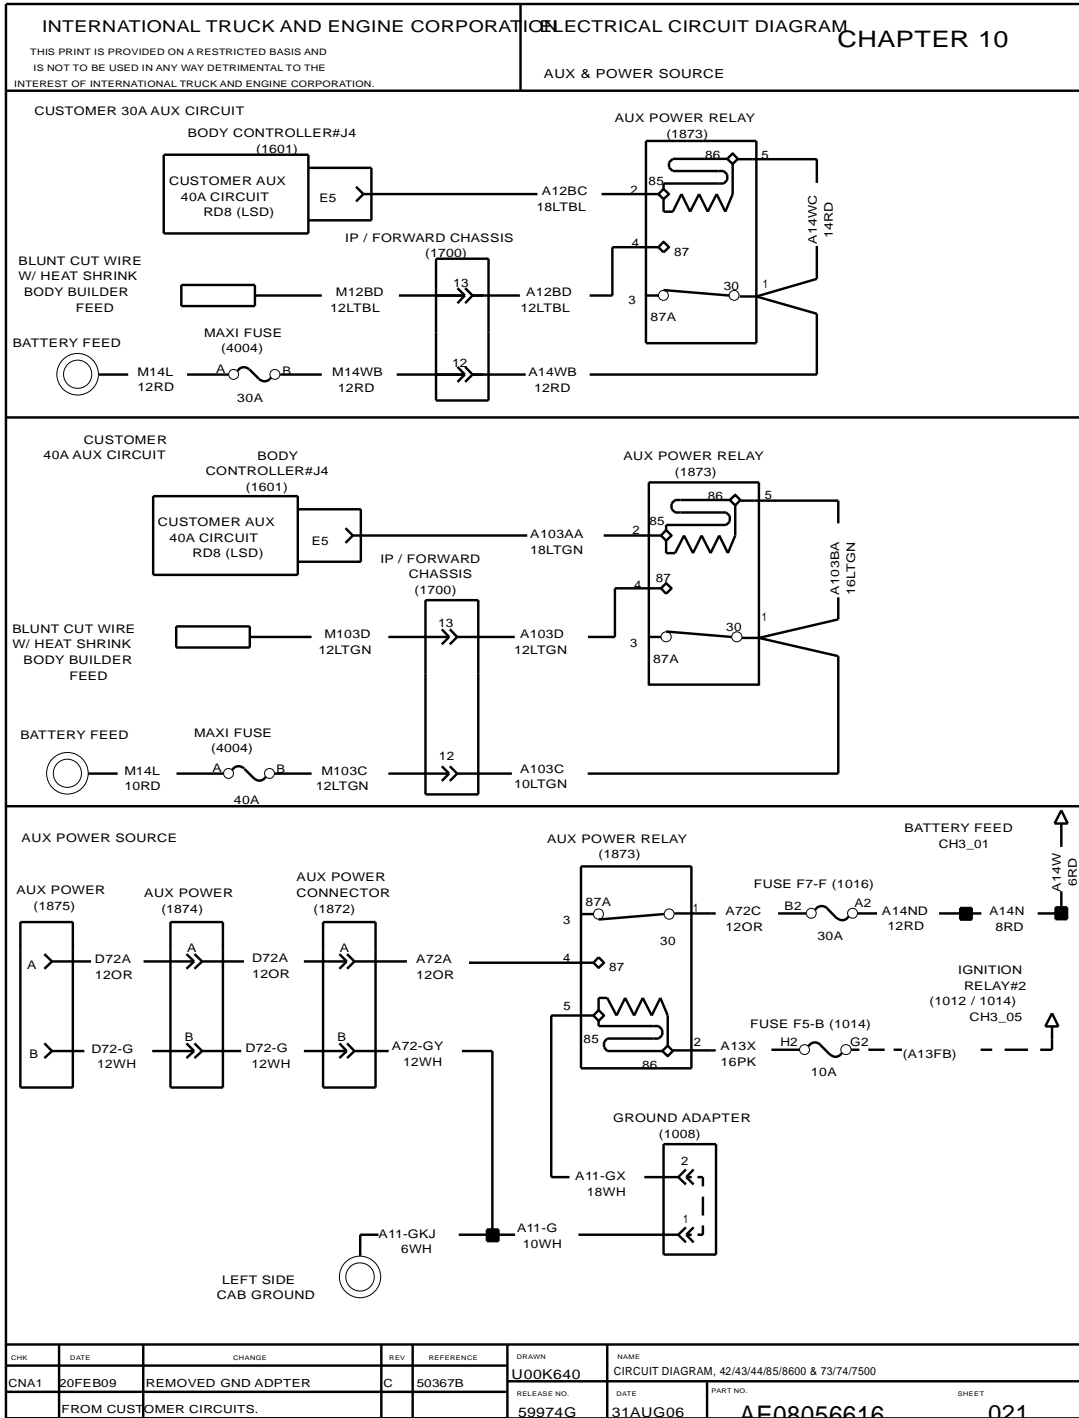 INTERNATIONAL TRUCK AND ENGINE CORPORATION
THIS PRINT IS PROVIDED ON A RESTRICTED BASIS AND
IS NOT TO BE USED IN ANY WAY DETRIMENTAL TO THE
INTEREST OF INTERNATIONAL TRUCK AND ENGINE CORPORATION.
ELECTRICAL CIRCUIT DIAGRAM
CHAPTER 10
AUX & POWER SOURCE
CUSTOMER 30A AUX CIRCUIT
BODY CONTROLLER#J4
(1601)
CUSTOMER AUX
40A CIRCUIT
RD8 (LSD)
E5
A12BC
18LTBL
AUX POWER RELAY
(1873)
86
5
85
2
4
87
30
1
3
87A
A14WC
14RD
IP / FORWARD CHASSIS
(1700)
13
12
BLUNT CUT WIRE
W/ HEAT SHRINK
BODY BUILDER
FEED
M12BD
12LTBL
A12BD
12LTBL
BATTERY FEED
M14L
12RD
MAXI FUSE
(4004)
A
B
30A
M14WB
12RD
A14WB
12RD
CUSTOMER
40A AUX CIRCUIT
BODY
CONTROLLER#J4
(1601)
CUSTOMER AUX
40A CIRCUIT
RD8 (LSD)
E5
A103AA
18LTGN
AUX POWER RELAY
(1873)
86
5
85
2
87
4
30
1
3
87A
A103BA
16LTGN
IP / FORWARD
CHASSIS
(1700)
13
12
BLUNT CUT WIRE
W/ HEAT SHRINK
BODY BUILDER
FEED
M103D
12LTGN
A103D
12LTGN
BATTERY FEED
M14L
10RD
MAXI FUSE
(4004)
A
B
40A
M103C
12LTGN
A103C
10LTGN
AUX POWER SOURCE
AUX POWER
(1875)
A
B
D72A
12OR
D72-G
12WH
AUX POWER
(1874)
A
B
D72A
12OR
D72-G
12WH
AUX POWER
CONNECTOR
(1872)
A
B
A72A
12OR
A72-GY
12WH
AUX POWER RELAY
(1873)
87A
3
1
30
4
87
5
85
2
86
A72C
12OR
FUSE F7-F (1016)
B2
A2
30A
A14ND
12RD
A14N
8RD
BATTERY FEED
CH3_01
A14W
6RD
IGNITION
RELAY#2
(1012 / 1014)
CH3_05
A13X
16PK
FUSE F5-B (1014)
H2
G2
10A
(A13FB)
GROUND ADAPTER
(1008)
2
1
A11-GX
18WH
A11-GKJ
6WH
A11-G
10WH
LEFT SIDE
CAB GROUND
CHK DATE CHANGE REV REFERENCE
CNA1 20FEB09 REMOVED GND ADPTER C 50367B
FROM CUSTOMER CIRCUITS.
DRAWN
U00K640
NAME
CIRCUIT DIAGRAM, 42/43/44/85/8600 & 73/74/7500
RELEASE NO.
59974G
DATE
31AUG06
PART NO.
AE08056616
SHEET
021